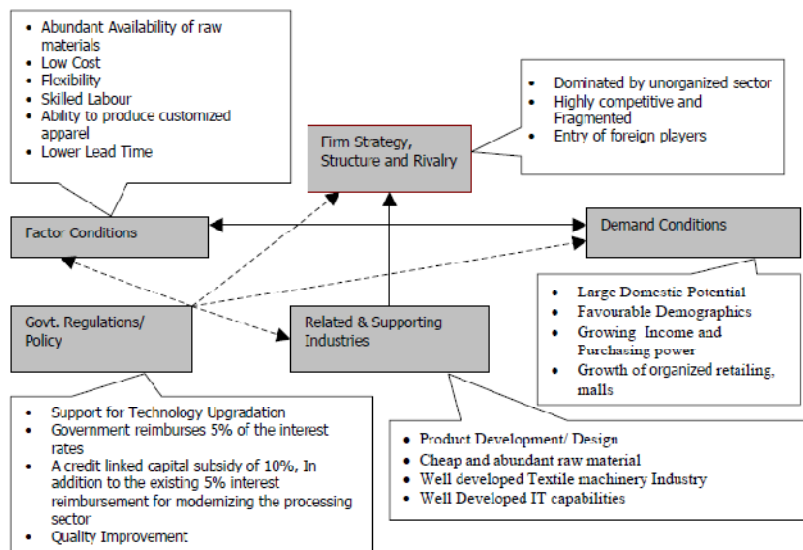 • Abundant Availability of raw
materials
• Low Cost
• Flexibility
• Skilled Labour
• Ability to produce customized
apparel
• Lower Lead Time
Firm Strategy,
Structure and Rivalry
• Dominated by unorganized sector
• Highly competitive and
Fragmented
• Entry of foreign players
Factor Conditions
Demand Conditions
Govt. Regulations/
Policy
Related & Supporting
Industries
• Large Domestic Potential
• Favourable Demographics
• Growing Income and
Purchasing power
• Growth of organized retailing,
malls
• Support for Technology Upgradation
• Government reimburses 5% of the interest
rates
• A credit linked capital subsidy of 10%, In
addition to the existing 5% interest
reimbursement for modernizing the processing
sector
• Quality Improvement
• Product Development/ Design
• Cheap and abundant raw material
• Well developed Textile machinery Industry
• Well Developed IT capabilities